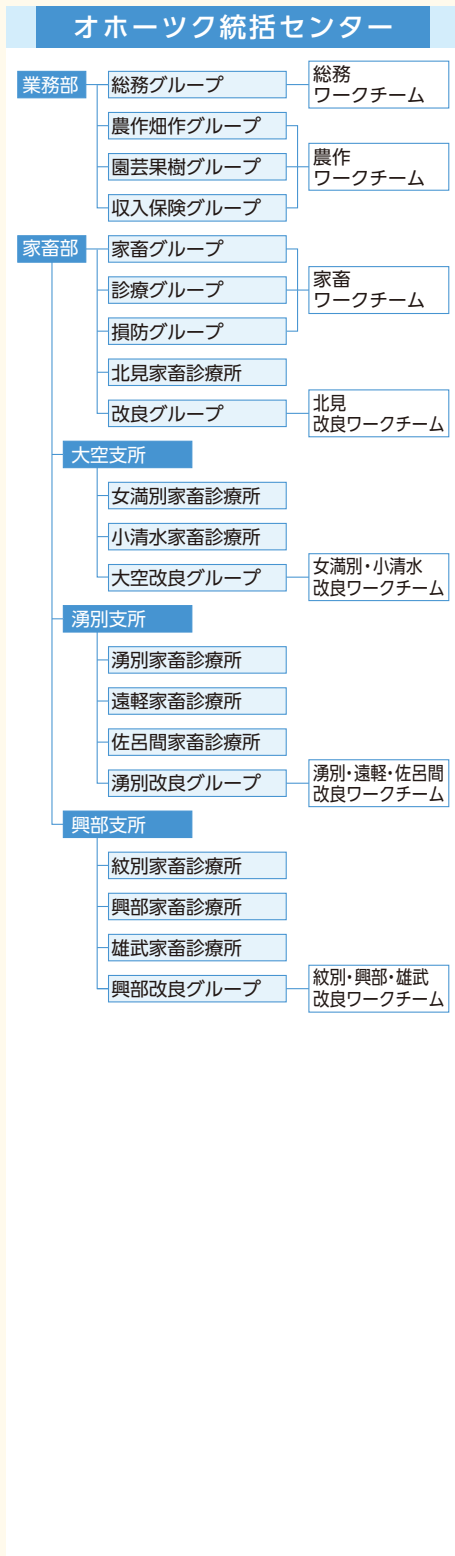 オホーツク統括センター
業務部
総務グループ
総務
ワークチーム
農作畑作グループ
園芸果樹グループ
収入保険グループ
農作
ワークチーム
家畜部
家畜グループ
診療グループ
損防グループ
家畜
ワークチーム
北見家畜診療所
改良グループ
北見
改良ワークチーム
大空支所
女満別家畜診療所
小清水家畜診療所
大空改良グループ
女満別・小清水
改良ワークチーム
湧別支所
湧別家畜診療所
遠軽家畜診療所
佐呂間家畜診療所
湧別改良グループ
湧別・遠軽・佐呂間
改良ワークチーム
興部支所
紋別家畜診療所
興部家畜診療所
雄武家畜診療所
興部改良グループ
紋別・興部・雄武
改良ワークチーム